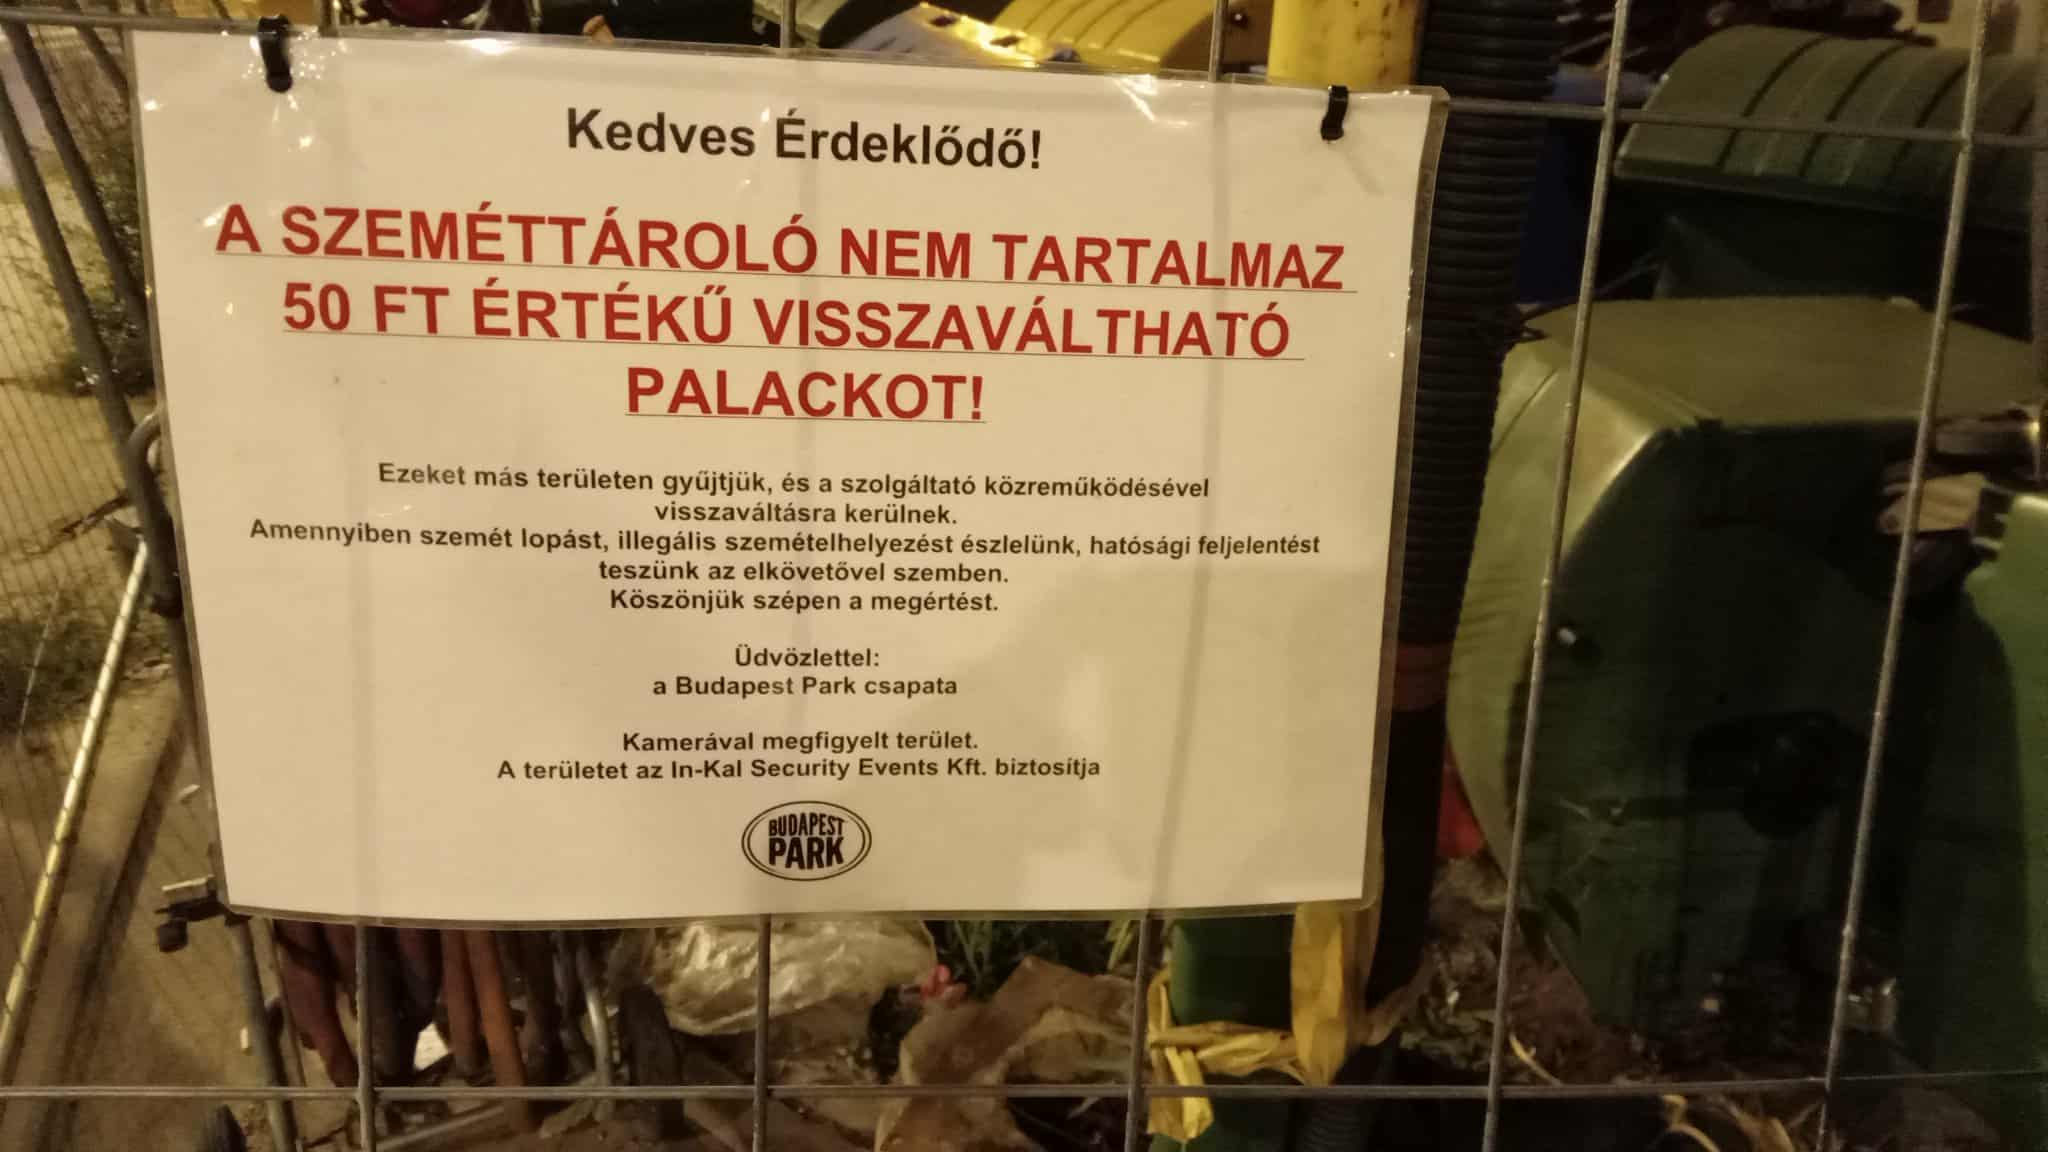 Kedves Érdeklődő!
A SZEMÉTTÁROLÓ NEM TARTALMAZ
50 FT ÉRTÉKŰ VISSZAVÁLTHATÓ
PALACKOT!
Ezeket más területen gyűjtjük, és a szolgáltató közreműködésével
visszaváltásra kerülnek.
Amennyiben szemét lopást, illegális szemételhelyezést észlelünk, hatósági feljelentést
teszünk az elkövetővel szemben.
Köszönjük szépen a megértést.
Üdvözlettel:
a Budapest Park csapata
Kamerával megfigyelt terület.
A területet az In-Kal Security Events Kft. biztosítja
BUDAPEST
PARK